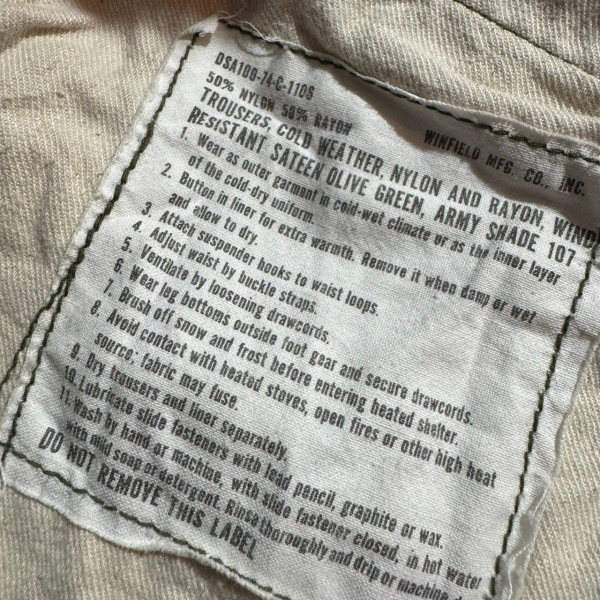 DSA100-74-C-1106
50% NYLON 50% RAYON WINFIELD MFG. CO., INC.
TROUSERS, COLD WEATHER, NYLON AND RAYON, WIND
RESISTANT SATEEN OLIVE GREEN, ARMY SHADE 107
1. Wear as outer garment in cold-wet climate or as the inner layer
of the cold-dry uniform.
2. Button in liner for extra warmth. Remove it when damp or wet
and allow to dry.
3. Attach suspender hooks to waist loops.
4. Adjust waist by buckle straps.
5. Ventilate by loosening drawcords.
6. Wear leg bottoms outside foot gear and secure drawcords.
7. Brush off snow and frost before entering heated shelter.
8. Avoid contact with heated stoves, open fires or other high heat
source: fabric may fuse.
9. Dry trousers and liner separately.
10. Lubricate slide fasteners with lead pencil, graphite or wax.
11. Wash by hand or machine, with slide fastener closed, in hot water
with mild soap or detergent. Rinse thoroughly and drip or machine
DO NOT REMOVE THIS LABEL